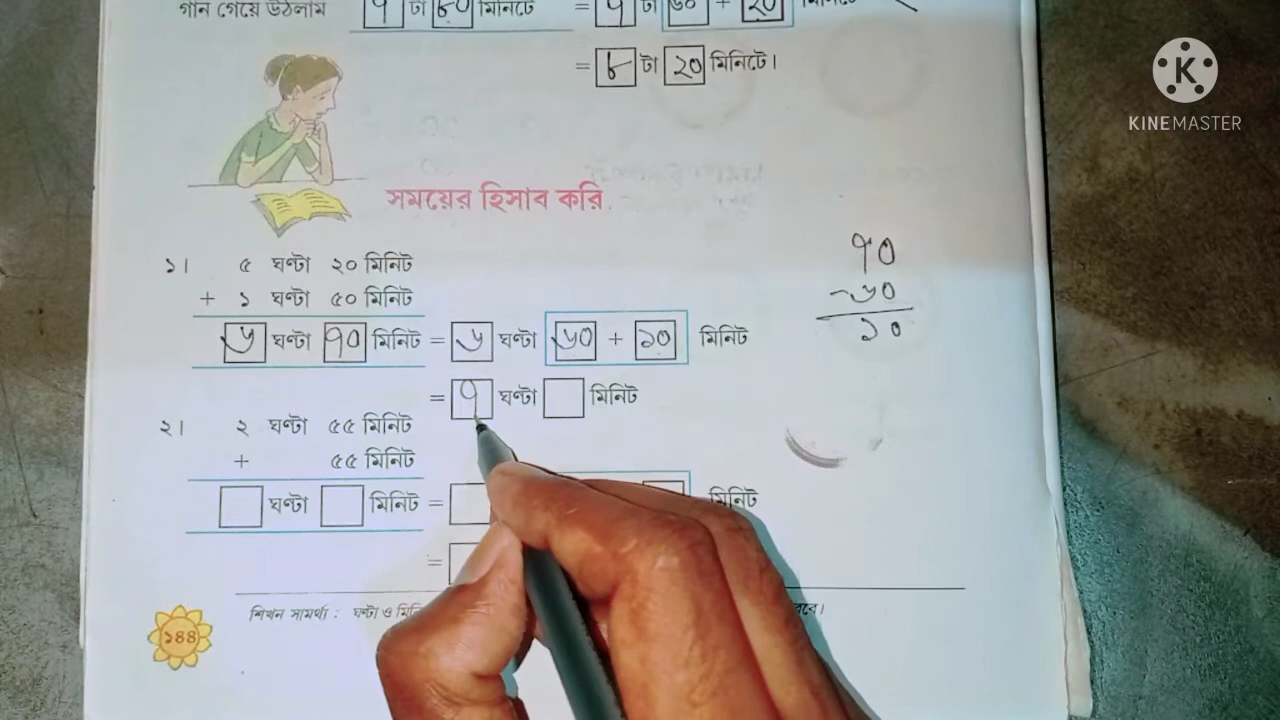 গান গেয়ে উঠলাম ৭ টা ৮০ মিনিটে = ৭ টা ৬০ + ২০ মিনিটে
= ৮ টা ২০ মিনিটে।
KINEMASTER
সময়ের হিসাব করি
১। ৫ ঘণ্টা ২০ মিনিট
+ ১ ঘণ্টা ৫০ মিনিট
৬ ঘণ্টা ৭০ মিনিট = ৬ ঘণ্টা ৬০ + ১০ মিনিট
= ৭ ঘণ্টা মিনিট
৭০
-৬০
১০
২। ২ ঘণ্টা ৫৫ মিনিট
+ ৫৫ মিনিট
ঘণ্টা মিনিট = মিনিট
=
শিখন সামর্থ্য : ঘণ্টা ও
১৪৪